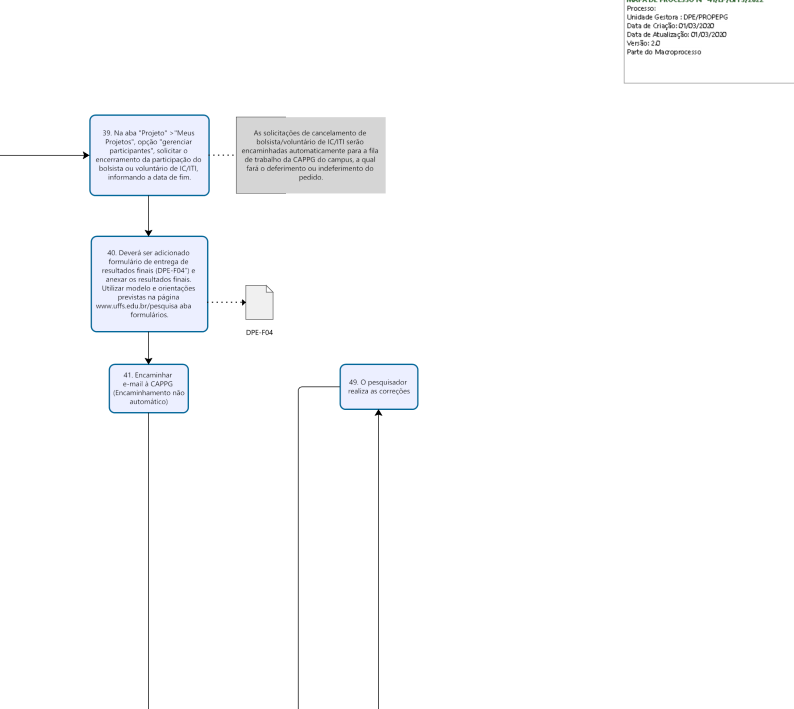 Processo:
Unidade Gestora : DPE/PROPEPG
Data de Criação: 01/03/2020
Data de Atualização: 01/03/2020
Versão: 2.0
Parte do Macroprocesso
39. Na aba "Projeto" >"Meus
Projetos", opção "gerenciar
participantes", solicitar o
encerramento da participação do
bolsista ou voluntário de IC/ITI,
informando a data de fim.
As solicitações de cancelamento de
bolsista/voluntário de IC/ITI serão
encaminhadas automaticamente para a fila
de trabalho da CAPPG do campus, a qual
fará o deferimento ou indeferimento do
pedido.
40. Deverá ser adicionado
formulário de entrega de
resultados finais (DPE-F04") e
anexar os resultados finais.
Utilizar modelo e orientações
previstas na página
www.uffs.edu.br/pesquisa aba
formulários.
DPE-F04
41. Encaminhar
e-mail à CAPPG
(Encaminhamento não
automático)
49. O pesquisador
realiza as correções